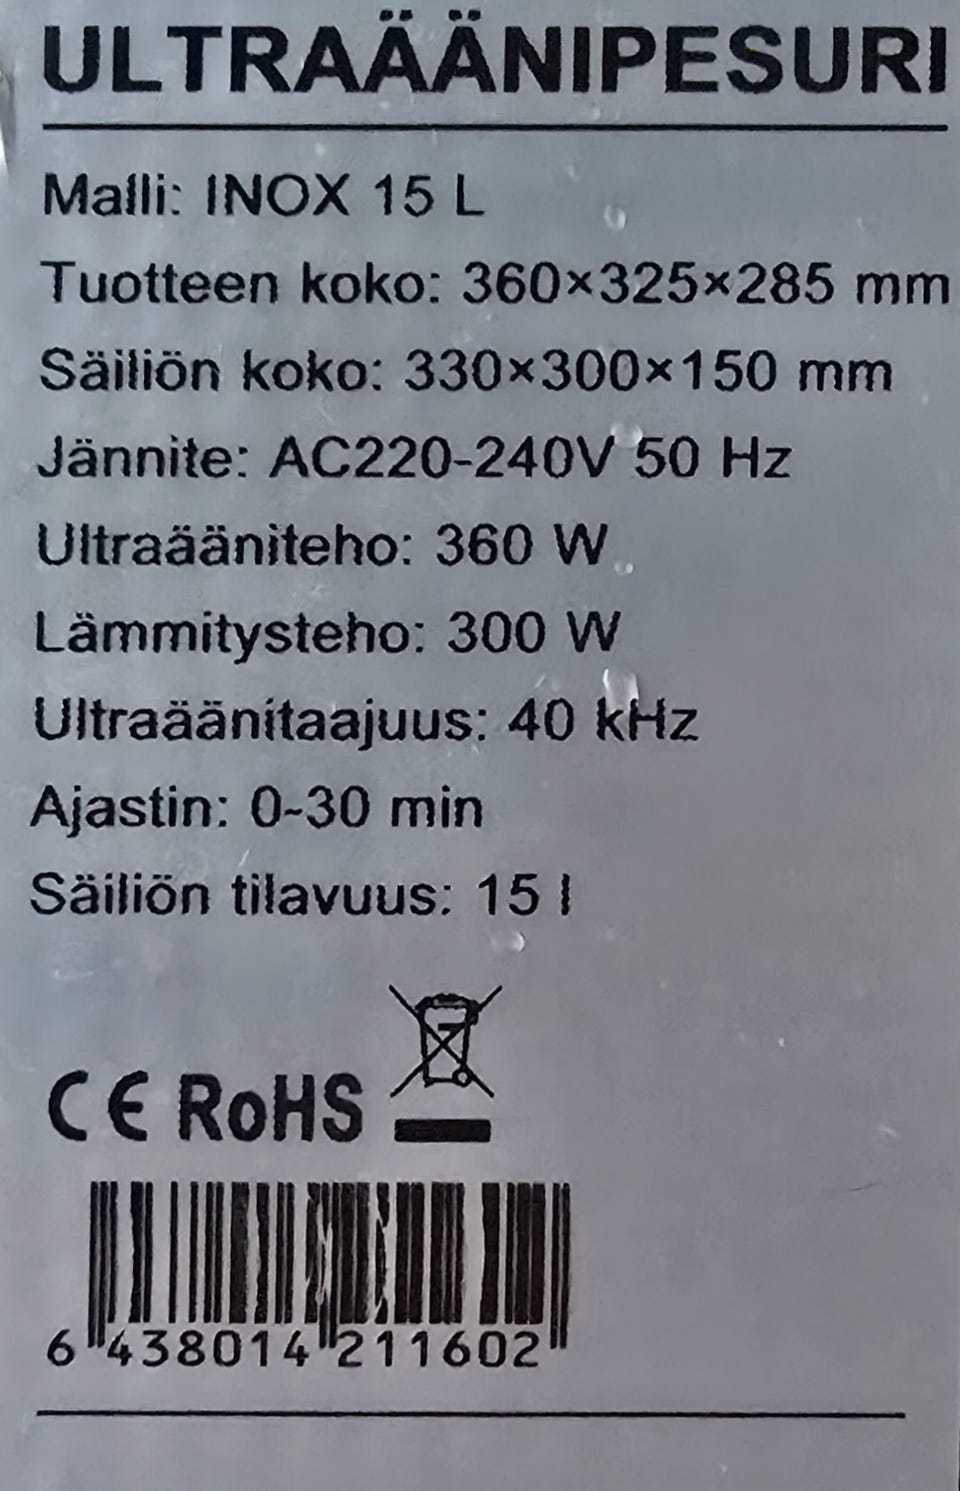 ULTRAÄÄNIPESURI
Malli: INOX 15 L
Tuotteen koko: 360×325×285 mm
Säiliön koko: 330×300×150 mm
Jännite: AC220-240V 50 Hz
Ultraääniteho: 360 W
Lämmitysteho: 300 W
Ultraäänitaajuus: 40 kHz
Ajastin: 0-30 min
Säiliön tilavuus: 15 l
CE RoHS
6 438014 211602